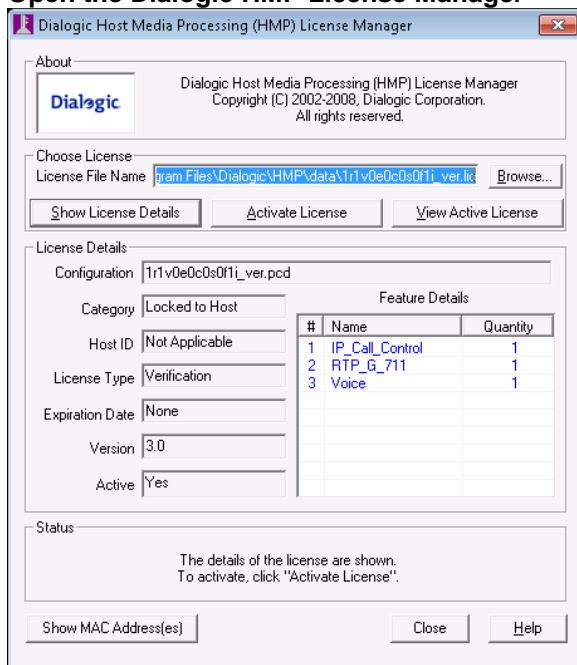 Open the Dialogic HMP License Manager
Dialogic Host Media Processing (HMP) License Manager
About
Dialogic
Dialogic Host Media Processing (HMP) License Manager
Copyright (C) 2002-2008, Dialogic Corporation.
All rights reserved.
Choose License
License File Name gram Files\Dialogic\HMP\data\1r1v0e0c0s0f1i_ver.lic Browse...
Show License Details Activate License View Active License
License Details
Configuration 1r1v0e0c0s0f1i_ver.pcd
Category Locked to Host
Host ID Not Applicable
License Type Verification
Expiration Date None
Version 3.0
Active Yes
Feature Details
# Name Quantity
1 IP_Call_Control 1
2 RTP_G_711 1
3 Voice 1
Status
The details of the license are shown.
To activate, click "Activate License".
Show MAC Address(es) Close Help